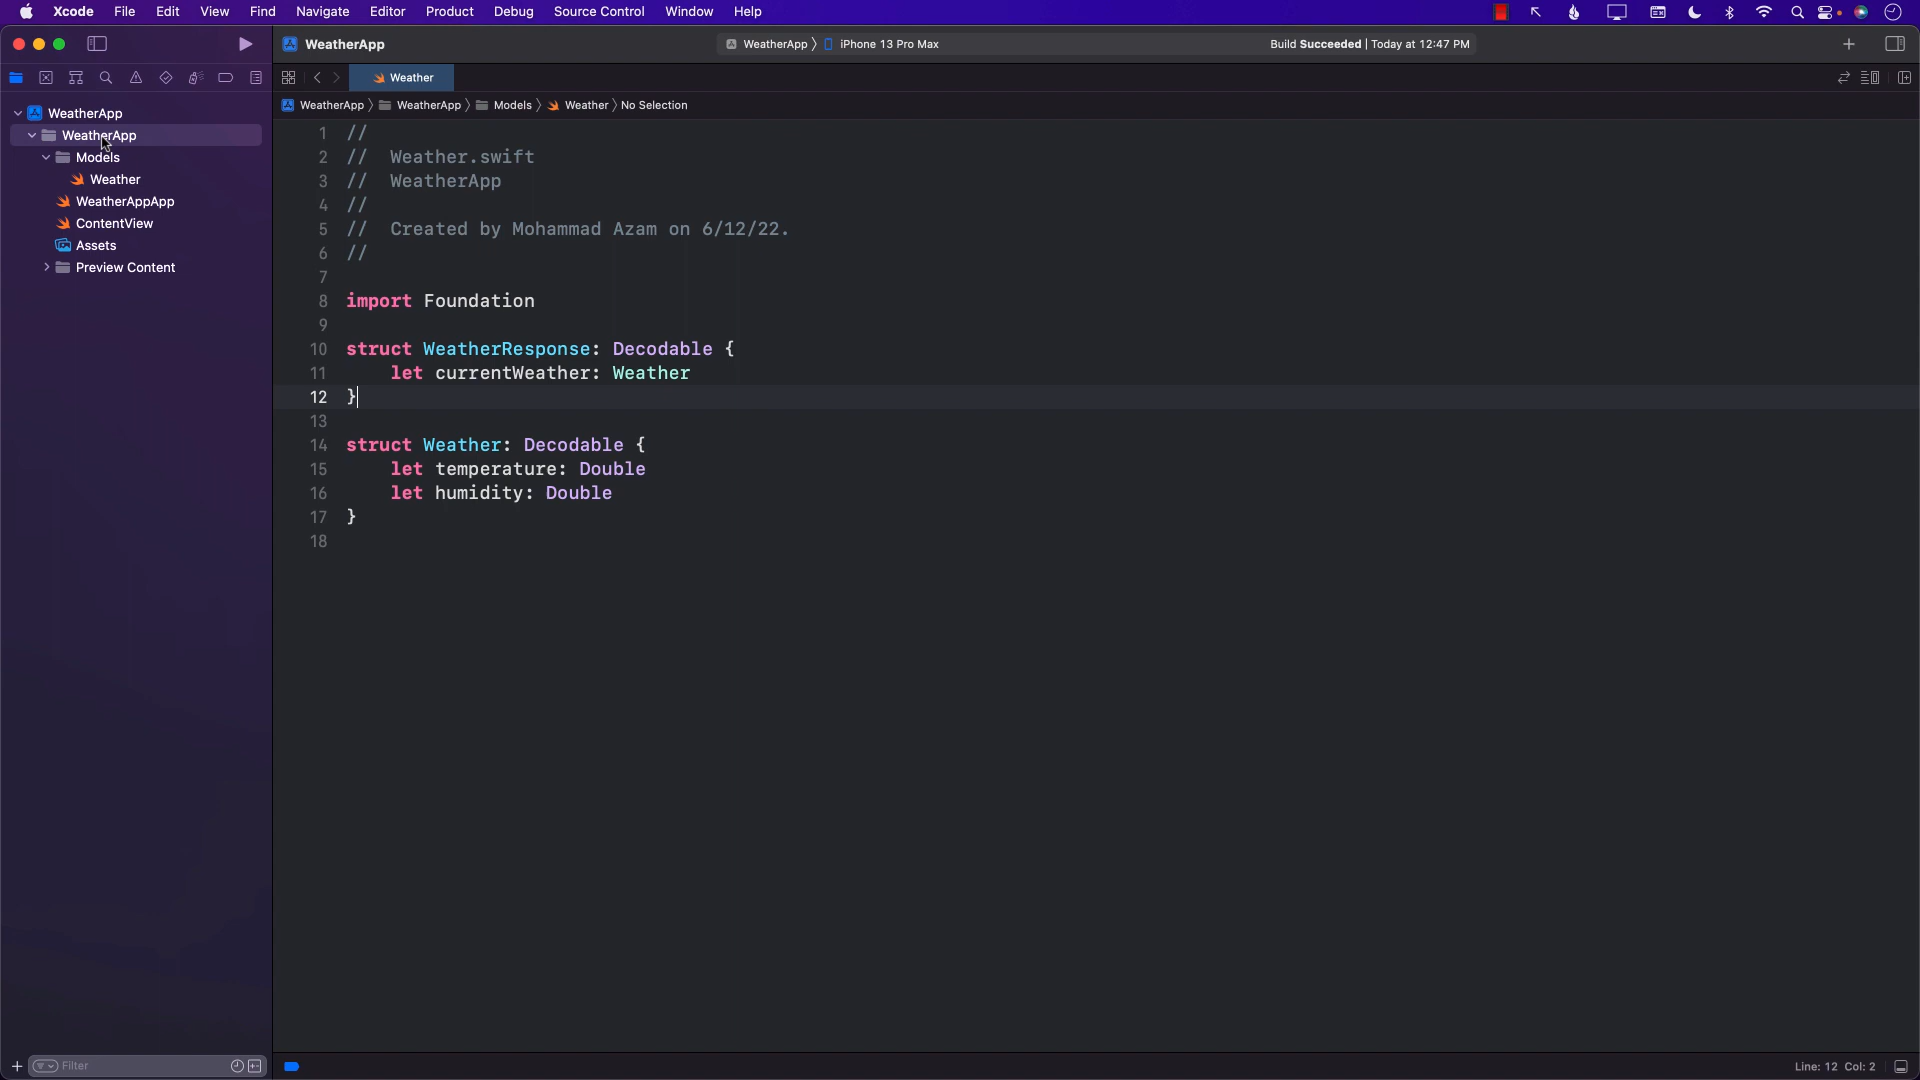 Xcode File Edit View Find Navigate Editor Product Debug Source Control Window Help
WeatherApp
WeatherApp iPhone 13 Pro Max
Build Succeeded | Today at 12:47 PM
Weather
WeatherApp WeatherApp Models Weather No Selection
WeatherApp
WeatherApp
Models
Weather
WeatherAppApp
ContentView
Assets
Preview Content
1 //
2 //  Weather.swift
3 //  WeatherApp
4 //
5 //  Created by Mohammad Azam on 6/12/22.
6 //
7
8 import Foundation
9
10 struct WeatherResponse: Decodable {
11     let currentWeather: Weather
12 }
13
14 struct Weather: Decodable {
15     let temperature: Double
16     let humidity: Double
17 }
18
Filter
Line: 12 Col: 2